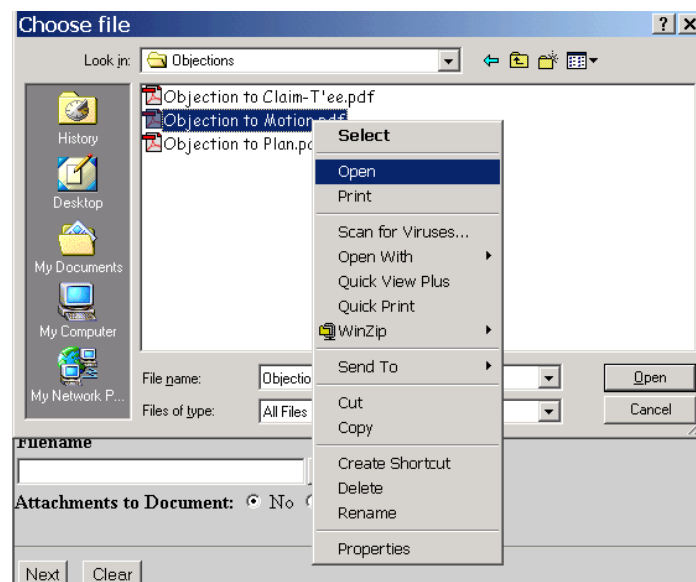 Choose file
Look in: Objections
Objection to Claim-T'ee.pdf
Objection to Motion.pdf
Objection to Plan.pd
History
Desktop
My Documents
My Computer
My Network P...
Select
Open
Print
Scan for Viruses...
Open With
Quick View Plus
Quick Print
WinZip
Send To
Cut
Copy
Create Shortcut
Delete
Rename
Properties
File name: Objectio Open
Files of type: All Files Cancel
Filename
Attachments to Document: No
Next Clear